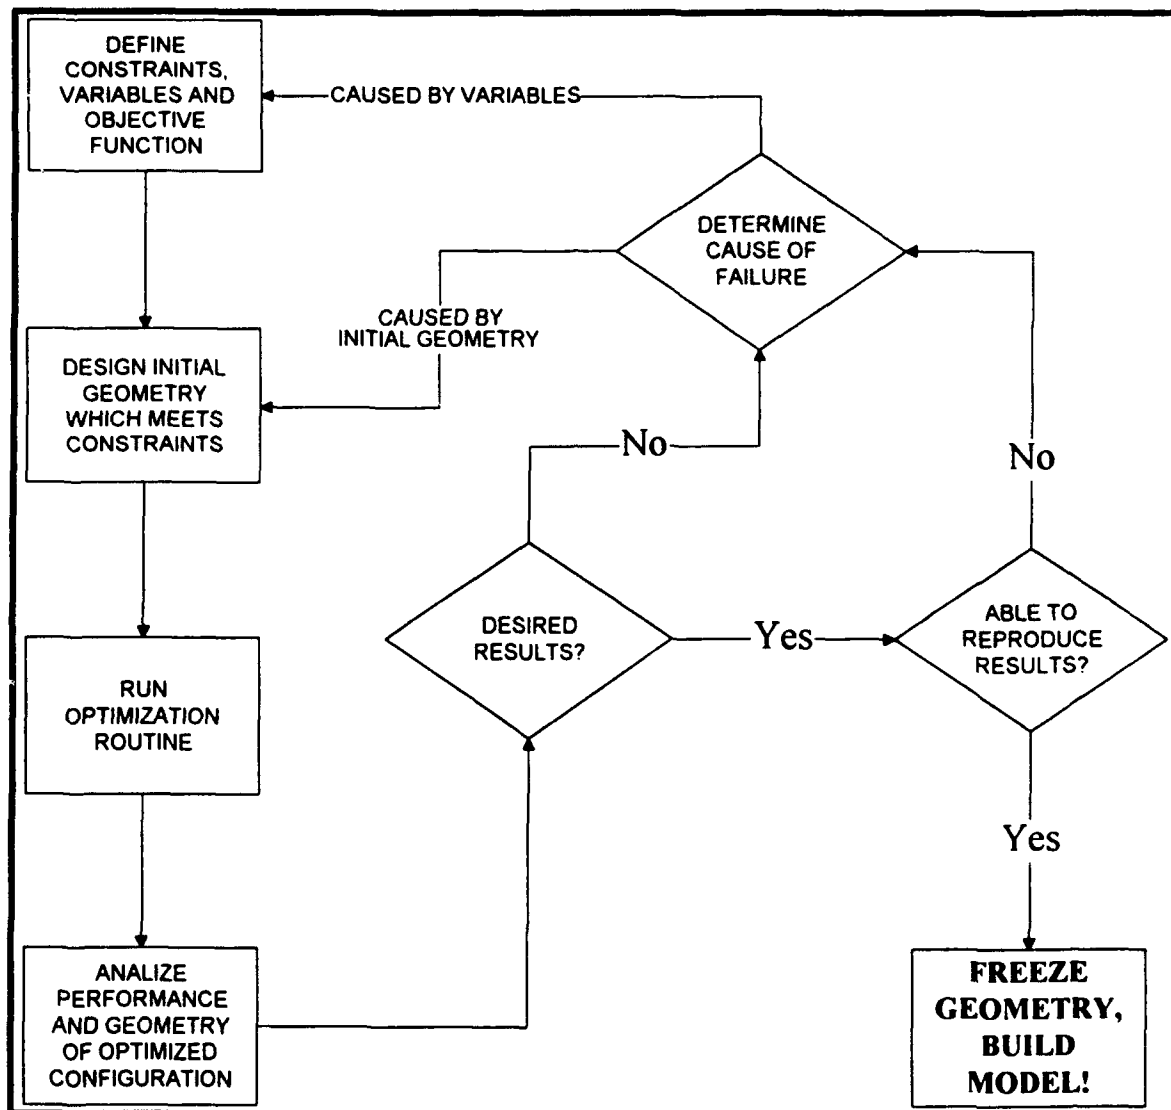 DEFINE
CONSTRAINTS,
VARIABLES AND
OBJECTIVE
FUNCTION
CAUSED BY VARIABLES
DETERMINE
CAUSE OF
FAILURE
CAUSED BY
INITIAL GEOMETRY
DESIGN INITIAL
GEOMETRY
WHICH MEETS
CONSTRAINTS
No
No
DESIRED
RESULTS?
Yes
ABLE TO
REPRODUCE
RESULTS?
RUN
OPTIMIZATION
ROUTINE
Yes
ANALIZE
PERFORMANCE
AND GEOMETRY
OF OPTIMIZED
CONFIGURATION
FREEZE
GEOMETRY,
BUILD
MODEL!